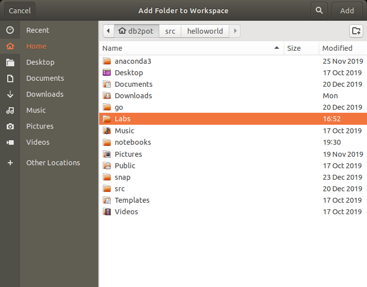 Cancel Add Folder to Workspace Add
Recent db2pot src helloworld
Home Name Size Modified
Desktop anaconda3 25 Nov 2019
Documents Desktop 17 Oct 2019
Downloads Documents 20 Dec 2019
Music Downloads Mon
Pictures go 20 Dec 2019
Videos Labs 16:52
Other Locations Music 17 Oct 2019
notebooks 19:30
Pictures 19 Nov 2019
Public 17 Oct 2019
snap 23 Dec 2019
src 20 Dec 2019
Templates 17 Oct 2019
Videos 17 Oct 2019